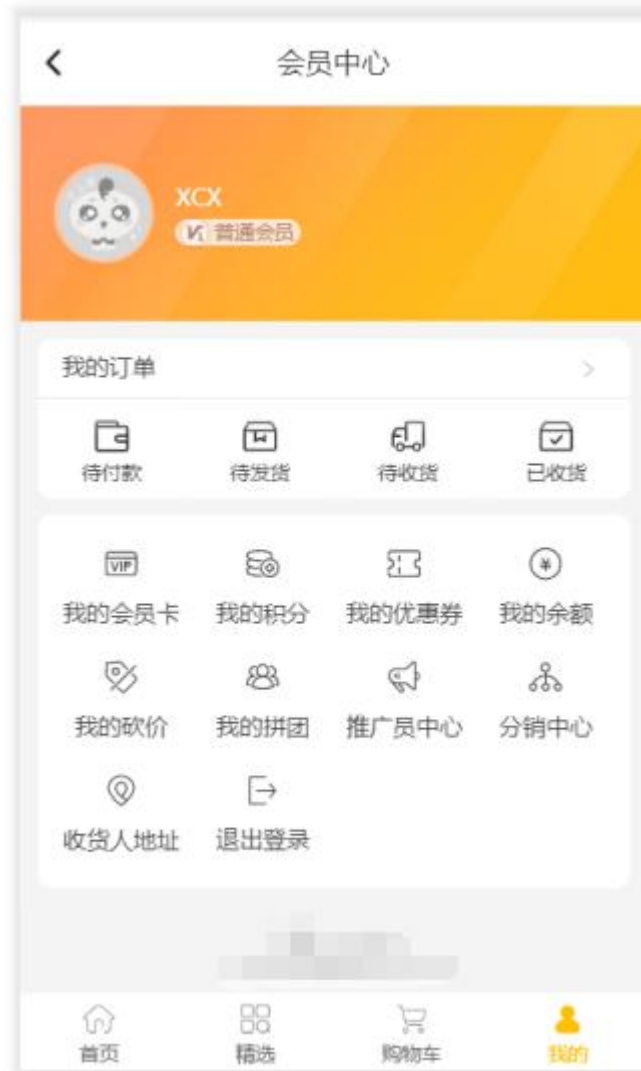 会员中心
XCX
V1 普通会员
我的订单
待付款 待发货 待收货 已收货
VIP
我的会员卡 我的积分 我的优惠券 我的余额
我的砍价 我的拼团 推广员中心 分销中心
收货人地址 退出登录
首页 精选 购物车 我的